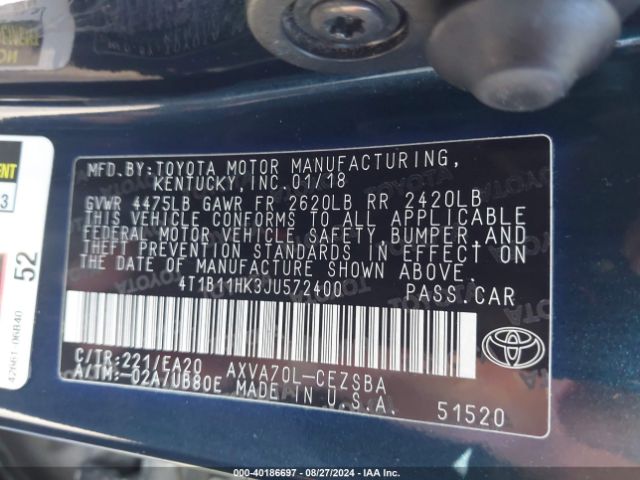 MFD.BY:TOYOTA MOTOR MANUFACTURING,
KENTUCKY,INC.01/18
GVWR 4475LB GAWR FR 2620LB RR 2420LB
THIS VEHICLE CONFORMS TO ALL APPLICABLE
FEDERAL MOTOR VEHICLE SAFETY,BUMPER,AND
THEFT PREVENTION STANDARDS IN EFFECT ON
THE DATE OF MANUFACTURE SHOWN ABOVE.
4T1B11HK3JU572400 PASS.CAR
C/TR:221/EA20 AXVA70L-CEZSBA
A/TM:-02A/UB80E MADE IN U.S.A. 51520
52
42661-06B40
000-40186697 - 08/27/2024 - IAA Inc.